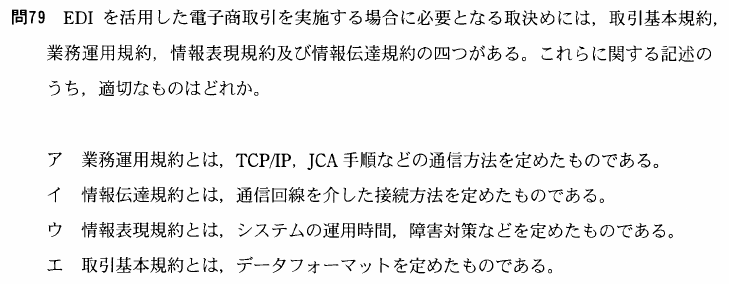 問79 EDI を活用した電子商取引を実施する場合に必要となる取決めには，取引基本規約，
業務運用規約，情報表現規約及び情報伝達規約の四つがある。これらに関する記述の
うち，適切なものはどれか。
ア 業務運用規約とは，TCP/IP，JCA 手順などの通信方法を定めたものである。
イ 情報伝達規約とは，通信回線を介した接続方法を定めたものである。
ウ 情報表現規約とは，システムの運用時間，障害対策などを定めたものである。
エ 取引基本規約とは，データフォーマットを定めたものである。